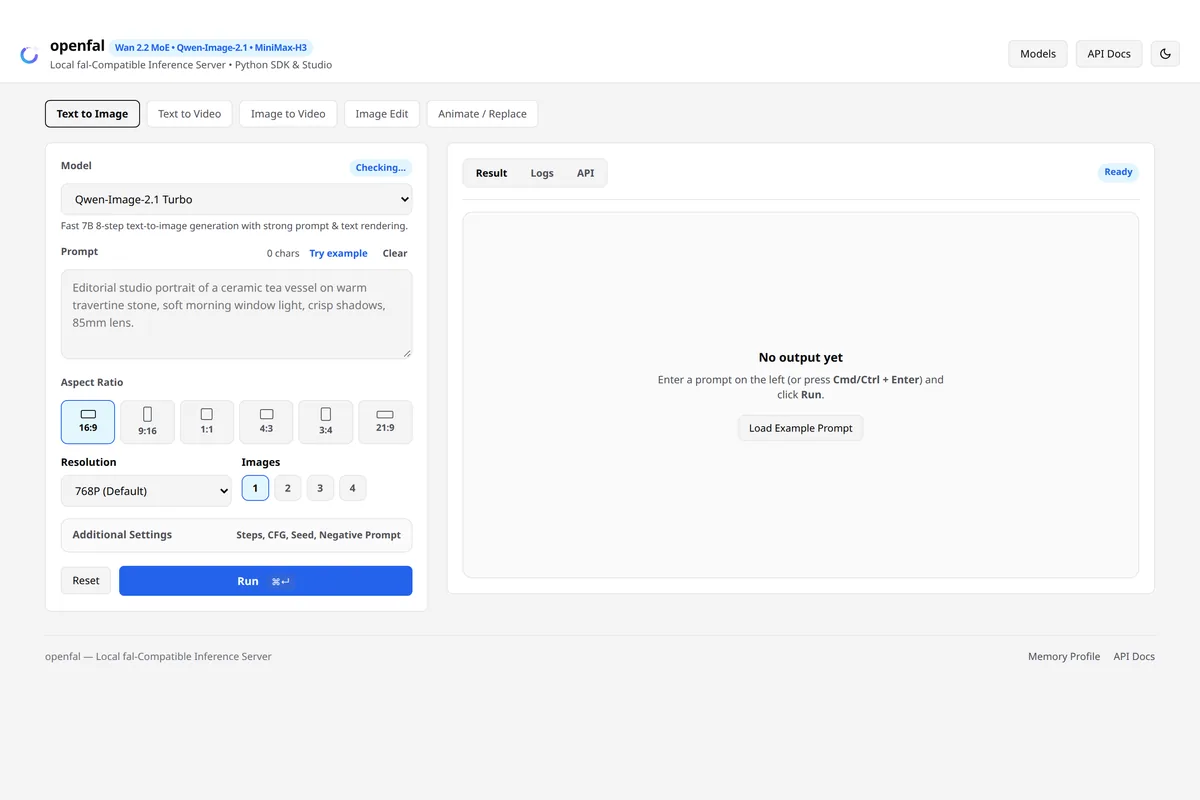 openfal
Wan 2.2 MoE • Qwen-Image-2.1 • MiniMax-H3
Local fal-Compatible Inference Server • Python SDK & Studio
Models
API Docs
Text to Image
Text to Video
Image to Video
Image Edit
Animate / Replace
Model
Checking...
Qwen-Image-2.1 Turbo
Fast 7B 8-step text-to-image generation with strong prompt & text rendering.
Prompt
0 chars
Try example
Clear
Editorial studio portrait of a ceramic tea vessel on warm
travertine stone, soft morning window light, crisp shadows,
85mm lens.
Aspect Ratio
16:9
9:16
1:1
4:3
3:4
21:9
Resolution
Images
768P (Default)
1
2
3
4
Additional Settings
Steps, CFG, Seed, Negative Prompt
Reset
Run ⌘↵
Result
Logs
API
Ready
No output yet
Enter a prompt on the left (or press Cmd/Ctrl + Enter) and
click Run.
Load Example Prompt
openfal — Local fal-Compatible Inference Server
Memory Profile
API Docs